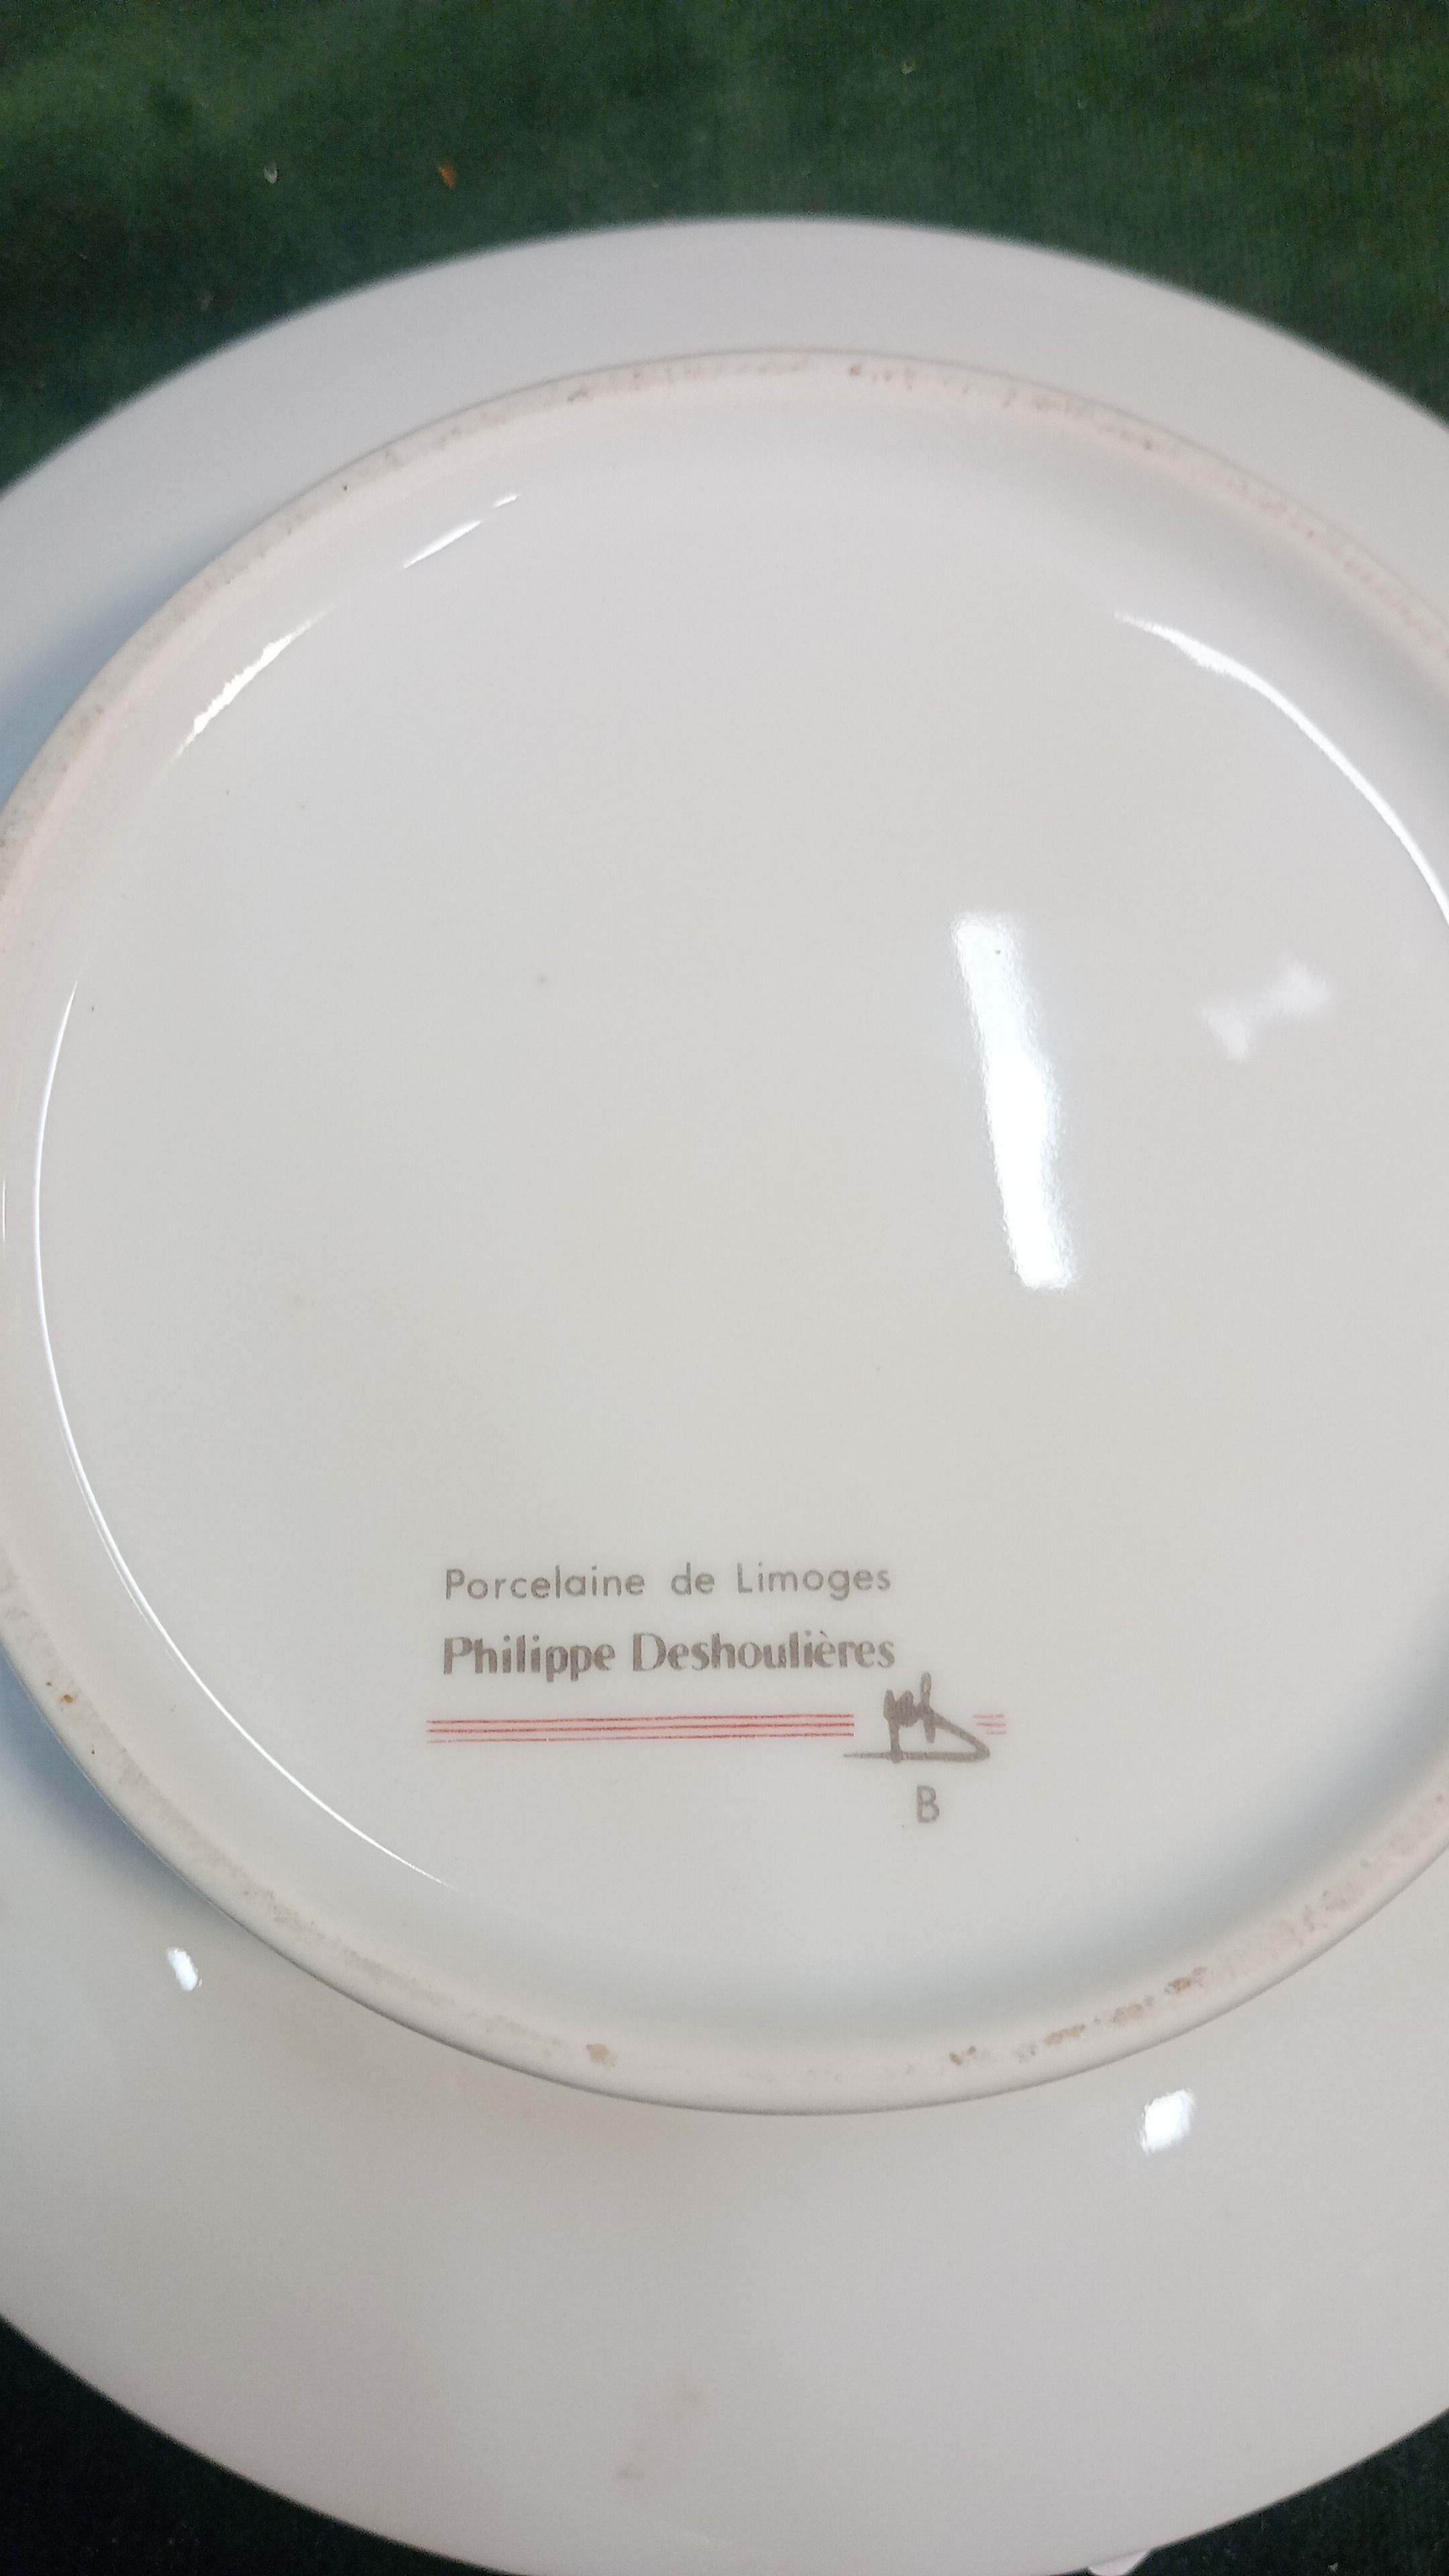 Porcelaine de Limoges
Philippe Deshoulières
B